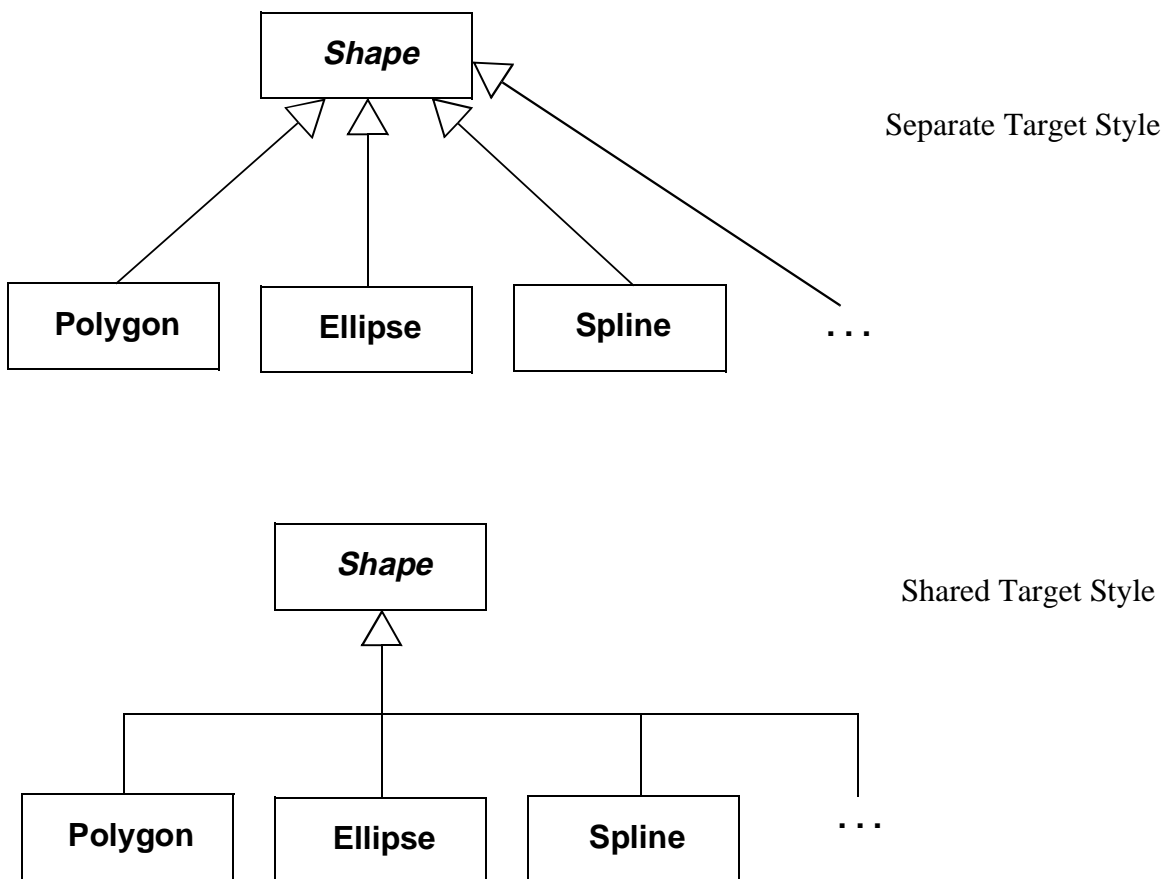 Shape
Separate Target Style
Polygon
Ellipse
Spline
. . .
Shape
Shared Target Style
Polygon
Ellipse
Spline
. . .